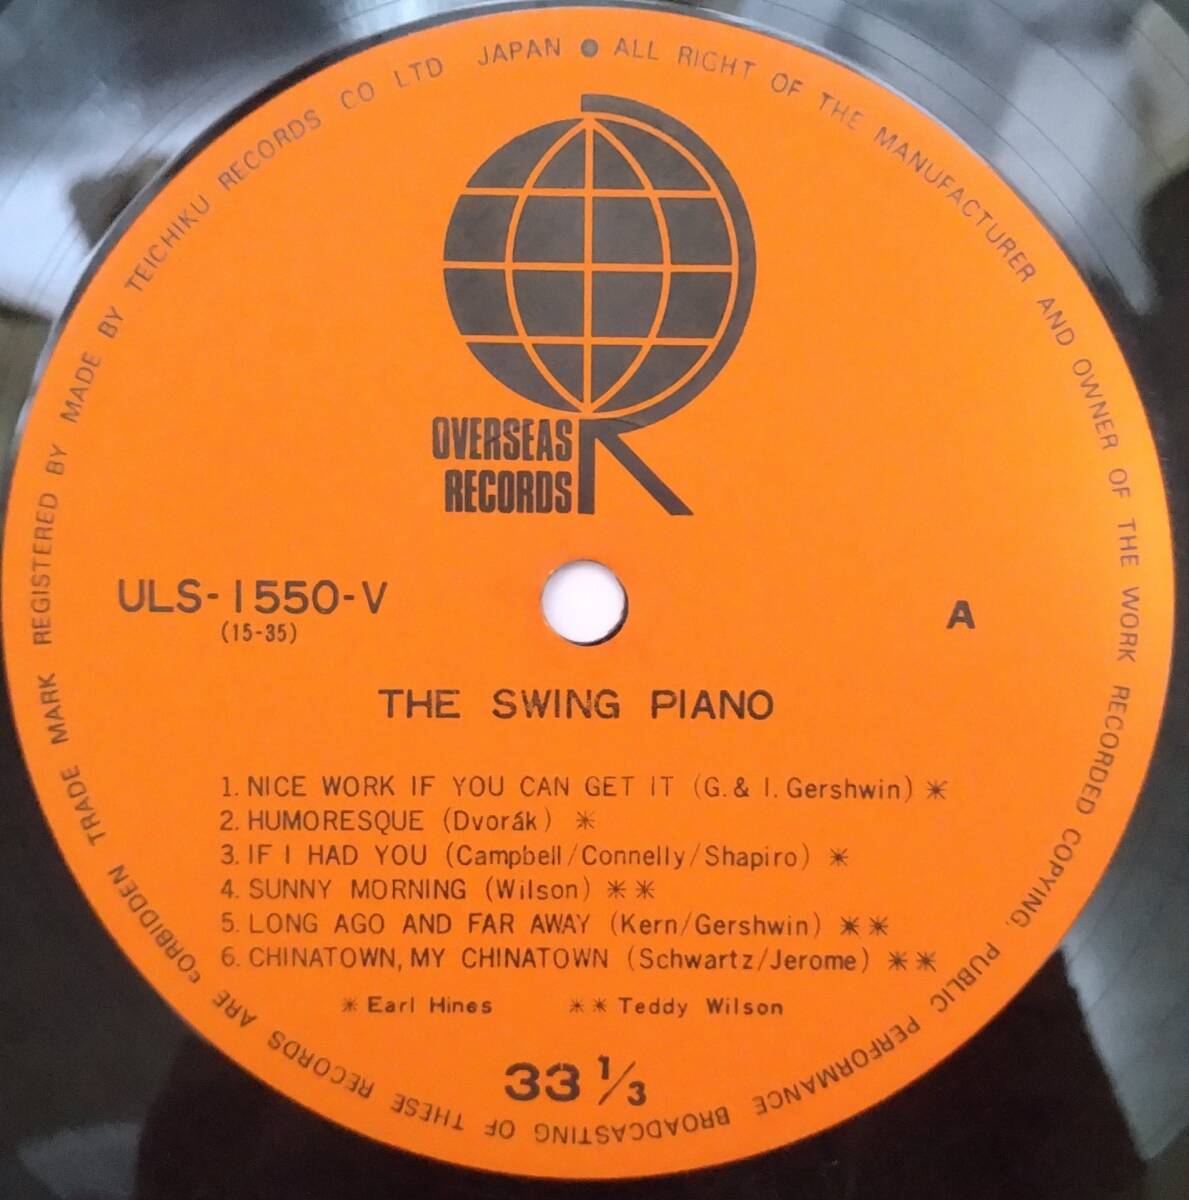 TRADE MARK REGISTERED BY MADE BY TEICHIKU RECORDS CO LTD JAPAN ● ALL RIGHT OF THE MANUFACTURER AND OWNER OF THE WORK RECORDED COPYING. PUBLIC PERFORMANCE BROADCASTING OF THESE RECORDS ARE FORBIDDEN
OVERSEAS
RECORDS
ULS-1550-V
(15-35)
A
THE SWING PIANO
1. NICE WORK IF YOU CAN GET IT (G. & I. Gershwin) *
2. HUMORESQUE (Dvorák) *
3. IF I HAD YOU (Campbell/Connelly/Shapiro) *
4. SUNNY MORNING (Wilson) * *
5. LONG AGO AND FAR AWAY (Kern/Gershwin) * *
6. CHINATOWN, MY CHINATOWN (Schwartz/Jerome) * *
* Earl Hines * * Teddy Wilson
33 1/3